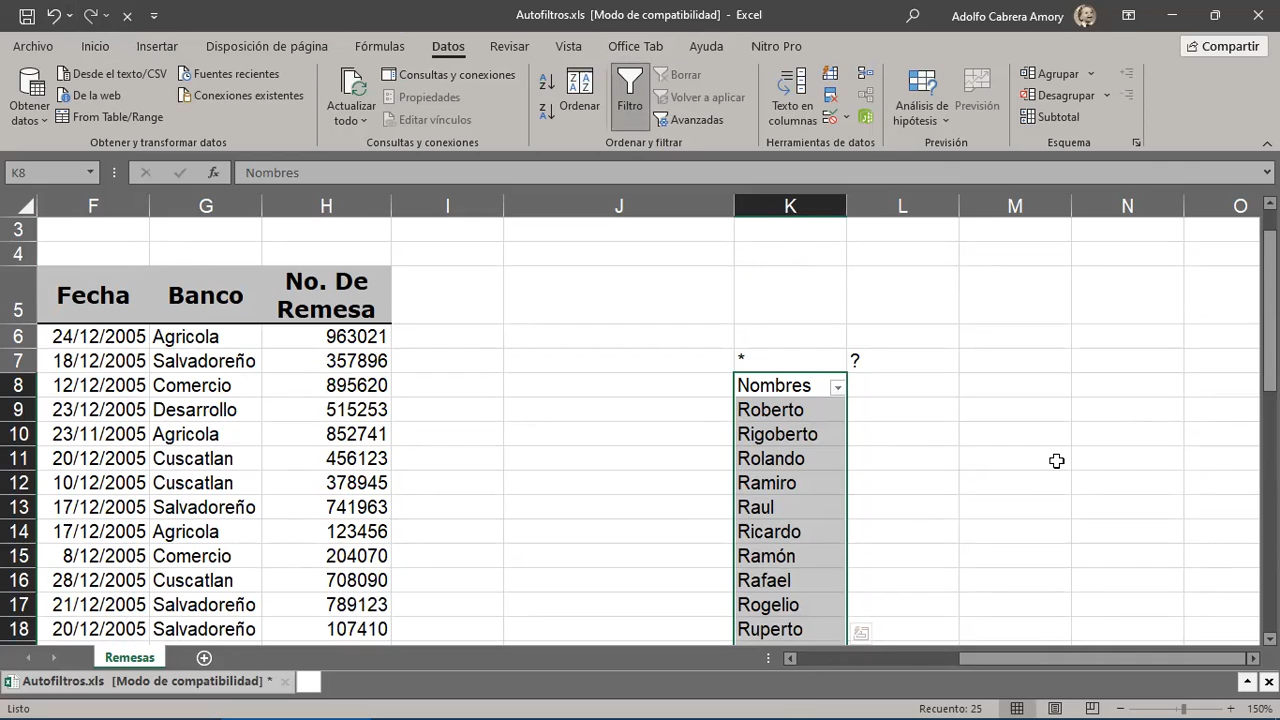 Autofiltros.xls [Modo de compatibilidad] - Excel
Adolfo Cabrera Amory
Archivo Inicio Insertar Disposición de página Fórmulas Datos Revisar Vista Office Tab Ayuda Nitro Pro Compartir
Obtener datos
Desde el texto/CSV
De la web
From Table/Range
Fuentes recientes
Conexiones existentes
Obtener y transformar datos
Actualizar todo
Consultas y conexiones
Propiedades
Editar vínculos
Consultas y conexiones
Ordenar
Filtro
Borrar
Volver a aplicar
Avanzadas
Ordenar y filtrar
Texto en columnas
Herramientas de datos
Análisis de hipótesis
Previsión
Previsión
Agrupar
Desagrupar
Subtotal
Esquema
K8 fx Nombres
F G H I J K L M N O
3
4
5 Fecha Banco No. De Remesa
6 24/12/2005 Agricola 963021
7 18/12/2005 Salvadoreño 357896 * ?
8 12/12/2005 Comercio 895620 Nombres
9 23/12/2005 Desarrollo 515253 Roberto
10 23/11/2005 Agricola 852741 Rigoberto
11 20/12/2005 Cuscatlan 456123 Rolando
12 10/12/2005 Cuscatlan 378945 Ramiro
13 17/12/2005 Salvadoreño 741963 Raul
14 17/12/2005 Agricola 123456 Ricardo
15 8/12/2005 Comercio 204070 Ramón
16 28/12/2005 Cuscatlan 708090 Rafael
17 21/12/2005 Salvadoreño 789123 Rogelio
18 20/12/2005 Salvadoreño 107410 Ruperto
Remesas
Autofiltros.xls [Modo de compatibilidad] *
Listo Recuento: 25 150%